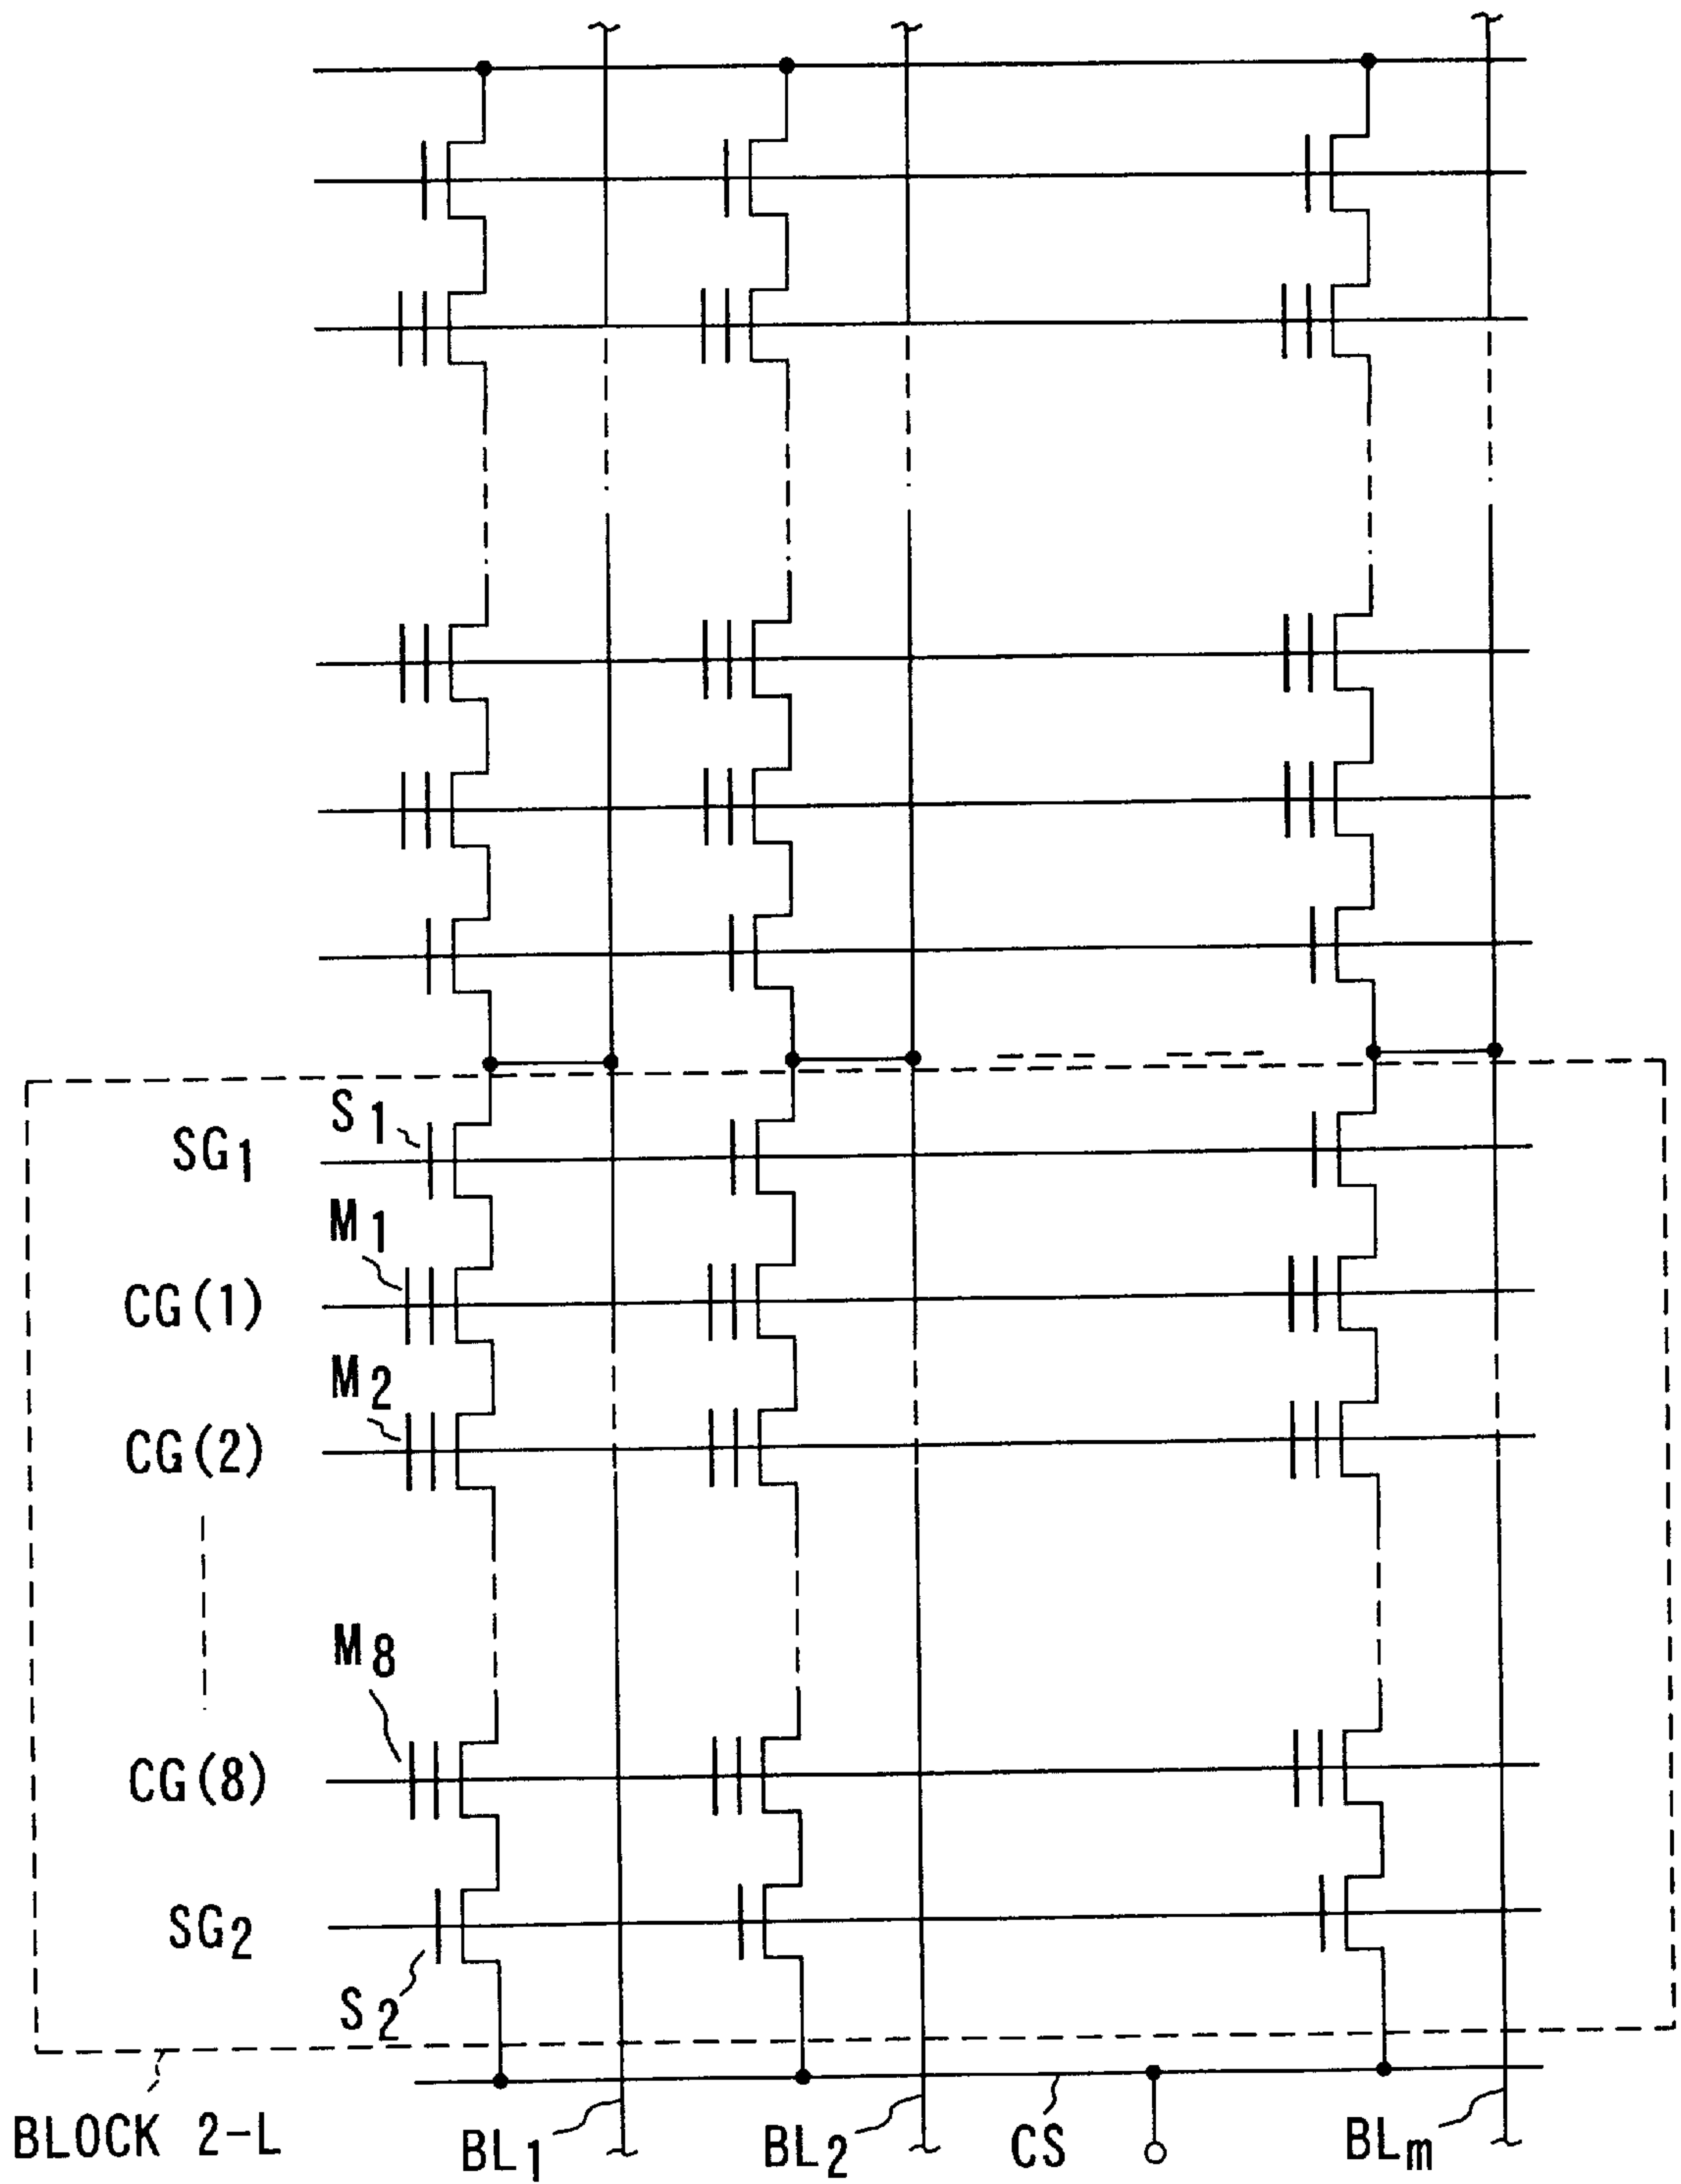 S1
SG1
M1
CG(1)
M2
CG(2)
M8
CG(8)
SG2
S2
BLOCK 2-L
BL1
BL2
CS
BLm